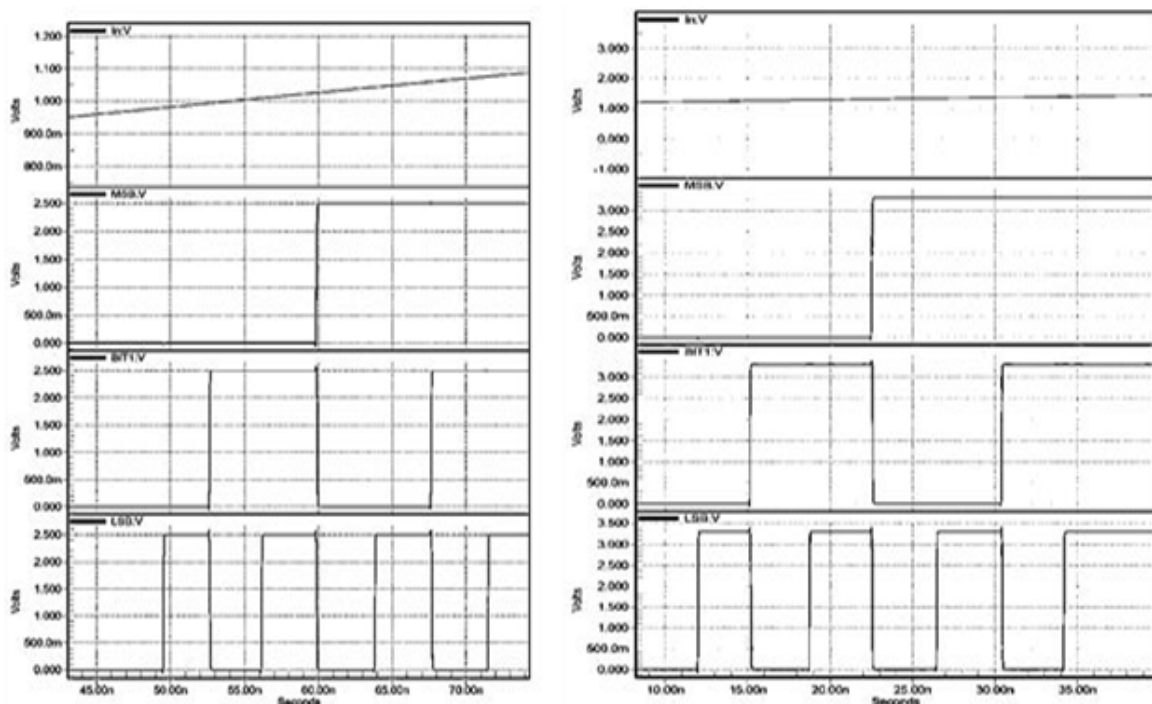 In:V
1.200
1.100
1.000
900.0m
800.0m
Volts
MSB.V
2.500
2.000
1.500
1.000
500.0m
0.000
Volts
BIT1:V
2.500
2.000
1.500
1.000
500.0m
0.000
Volts
LSB.V
2.500
2.000
1.500
1.000
500.0m
0.000
Volts
45.00n 50.00n 55.00n 60.00n 65.00n 70.00n
Seconds
In:V
3.000
2.000
1.000
0.000
-1.000
Volts
MSB.V
3.000
2.500
2.000
1.500
1.000
500.0m
0.000
Volts
BIT1:V
3.000
2.500
2.000
1.500
1.000
500.0m
0.000
Volts
LSB.V
3.500
3.000
2.500
2.000
1.500
1.000
500.0m
0.000
Volts
10.00n 15.00n 20.00n 25.00n 30.00n 35.00n
Seconds